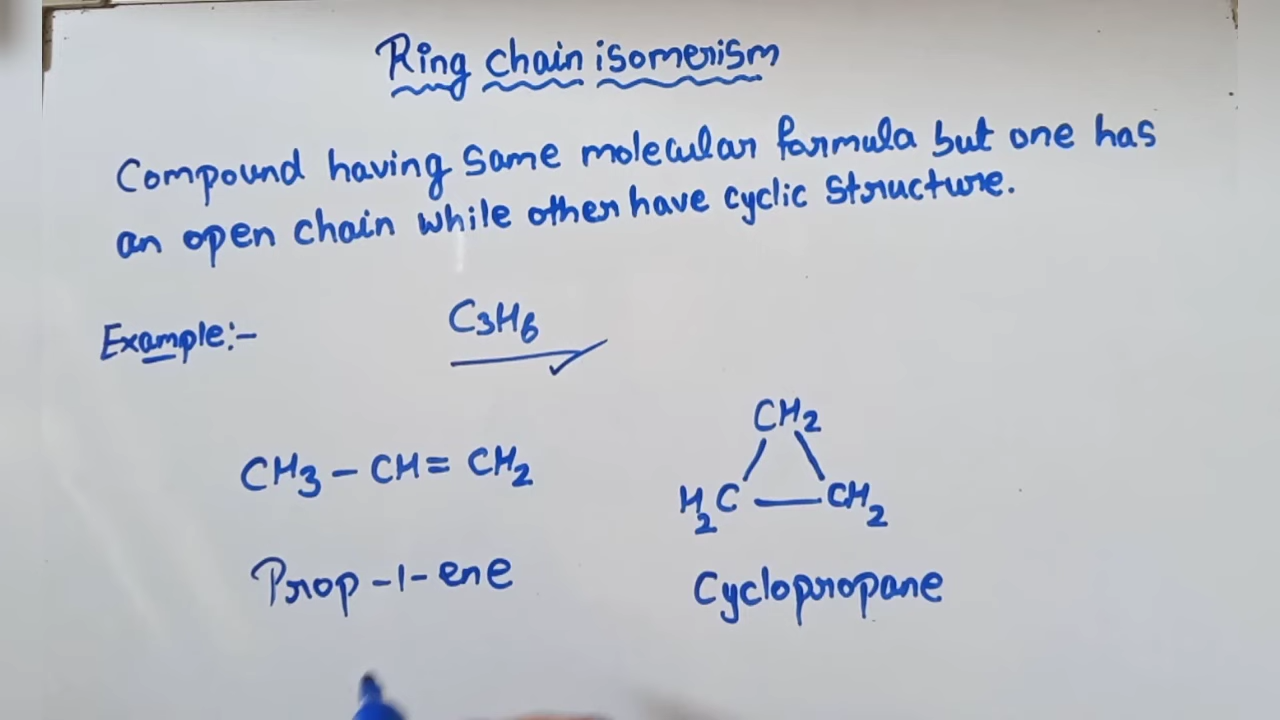 Ring chain isomerism
Compound having same molecular formula but one has
an open chain while other have cyclic structure.
Example:-
C3H6
CH3 - CH = CH2
CH2
H2C - CH2
Prop-1-ene
Cyclopropane